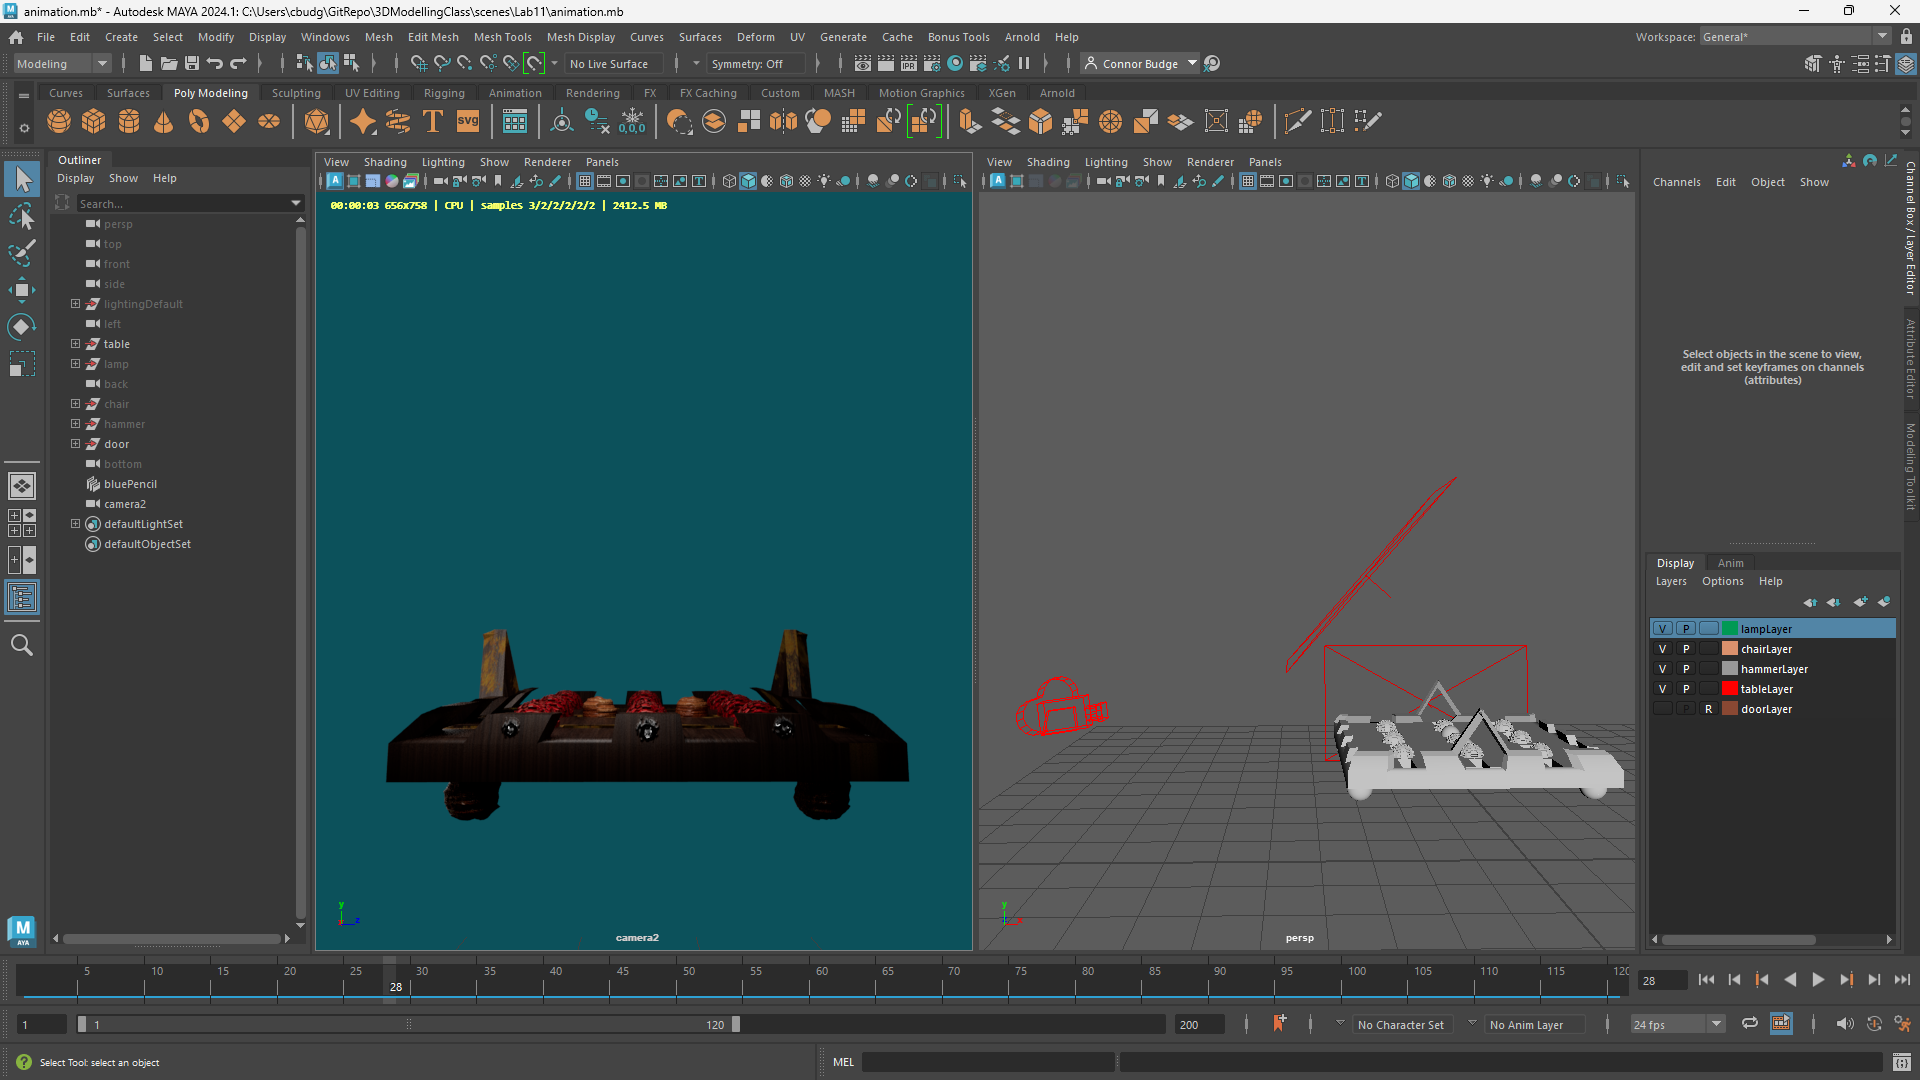 animation.mb* - Autodesk MAYA 2024.1: C:\Users\cbudg\GitRepo\3DModellingClass\scenes\Lab11\animation.mb
File Edit Create Select Modify Display Windows Mesh Edit Mesh Mesh Tools Mesh Display Curves Surfaces Deform UV Generate Cache Bonus Tools Arnold Help
Workspace: General*
Modeling
No Live Surface
Symmetry: Off
IPR
Connor Budge
Curves Surfaces Poly Modeling Sculpting UV Editing Rigging Animation Rendering FX FX Caching Custom MASH Motion Graphics XGen Arnold
T
SVG
0,0,0
Outliner
Display Show Help
Search...
persp
top
front
side
lightingDefault
left
table
lamp
back
chair
hammer
door
bottom
bluePencil
camera2
defaultLightSet
defaultObjectSet
M
AYA
View Shading Lighting Show Renderer Panels
00:00:03 656x758 | CPU | samples 3/2/2/2/2/2 | 2412.5 MB
y
z
camera2
View Shading Lighting Show Renderer Panels
y
x
persp
Channels Edit Object Show
Select objects in the scene to view,
edit and set keyframes on channels
(attributes)
Channel Box / Layer Editor
Attribute Editor
Modeling Toolkit
Display Anim
Layers Options Help
V P lampLayer
V P chairLayer
V P hammerLayer
V P tableLayer
P R doorLayer
5 10 15 20 25 30 35 40 45 50 55 60 65 70 75 80 85 90 95 100 105 110 115 120
28
28
1
1
120
200
No Character Set
No Anim Layer
24 fps
Select Tool: select an object
MEL